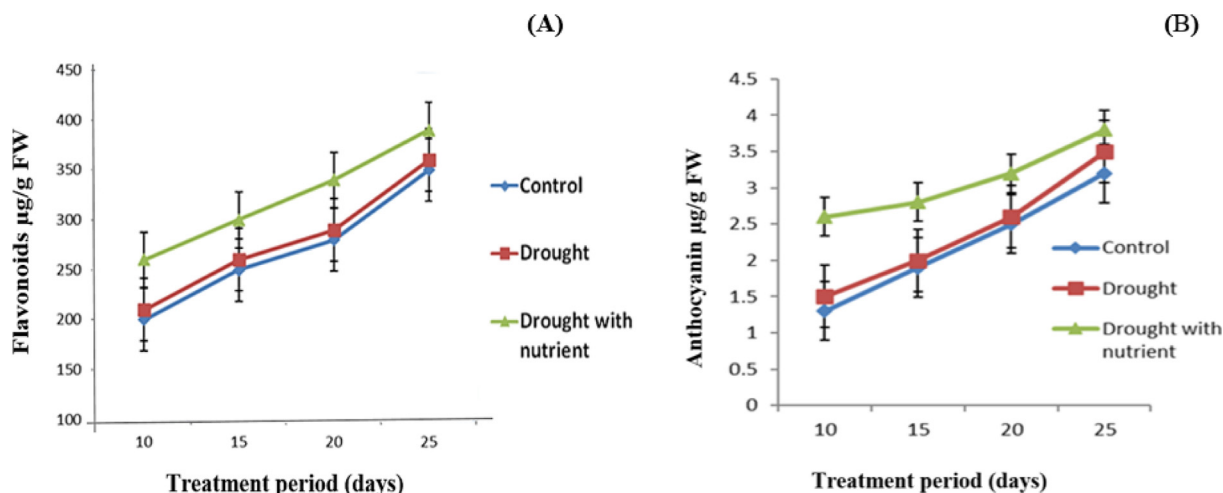 (A)
450
400
350
300
250
200
150
100
10 15 20 25
Flavonoids µg/g FW
Treatment period (days)
Control
Drought
Drought with
nutrient
(B)
4.5
4
3.5
3
2.5
2
1.5
1
0.5
0
10 15 20 25
Anthocyanin µg/g FW
Treatment period (days)
Control
Drought
Drought with
nutrient